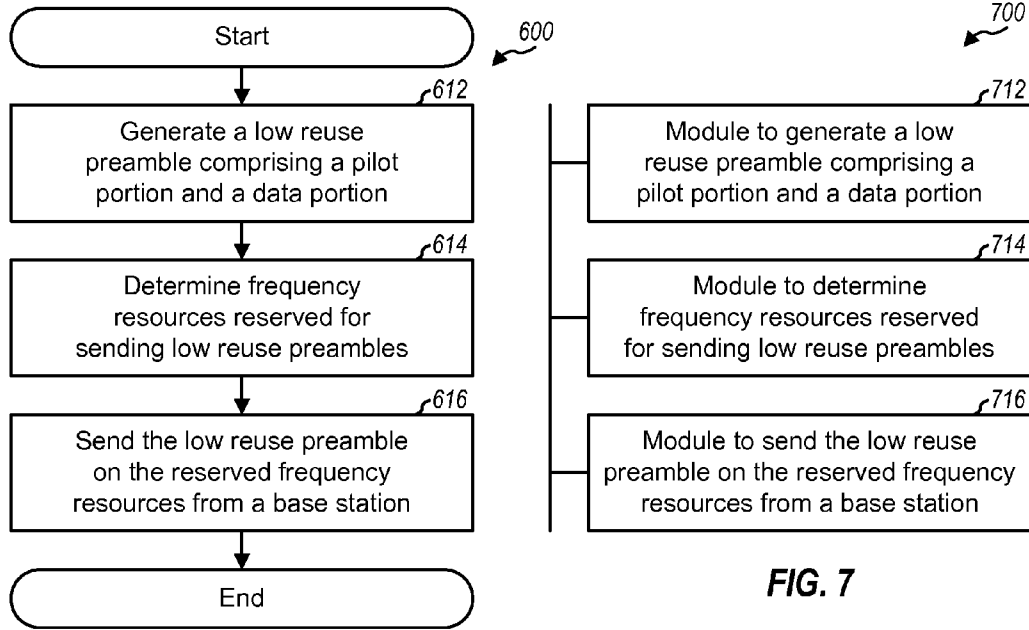 Start
600
612
Generate a low reuse
preamble comprising a pilot
portion and a data portion
614
Determine frequency
resources reserved for
sending low reuse preambles
616
Send the low reuse preamble
on the reserved frequency
resources from a base station
End
700
712
Module to generate a low
reuse preamble comprising a
pilot portion and a data portion
714
Module to determine
frequency resources reserved
for sending low reuse preambles
716
Module to send the low reuse
preamble on the reserved frequency
resources from a base station
FIG. 7